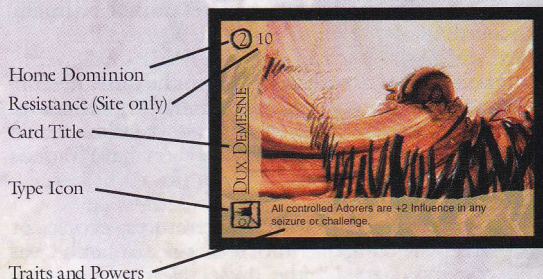 2 10
Home Dominion
Resistance (Site only)
Card Title
DUX DEMESNE
Type Icon
All controlled Adorers are +2 Influence in any
seizure or challenge.
Traits and Powers